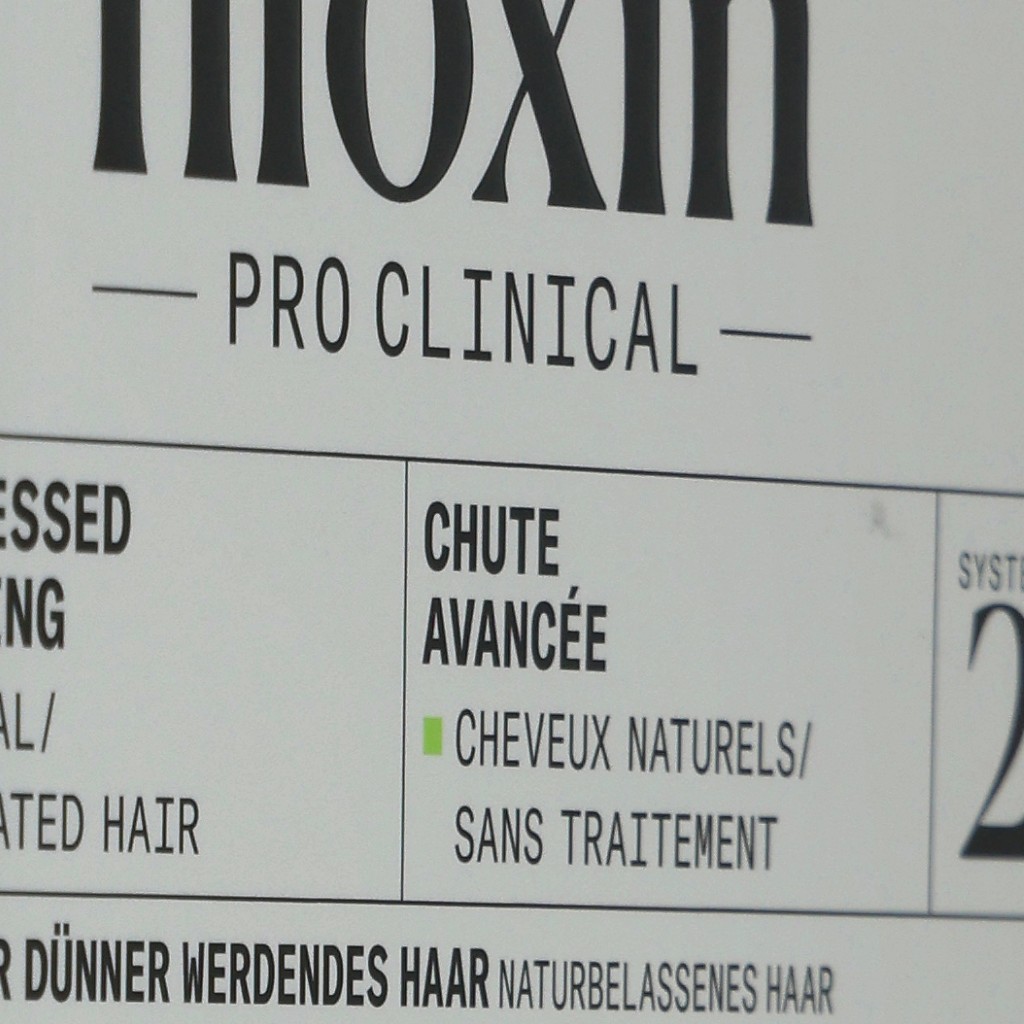 nioxin
— PRO CLINICAL —
ESSED
ING
AL/
ATED HAIR
CHUTE
AVANCÉE
CHEVEUX NATURELS/
SANS TRAITEMENT
SYSTE
2
R DÜNNER WERDENDES HAAR NATURBELASSENES HAAR